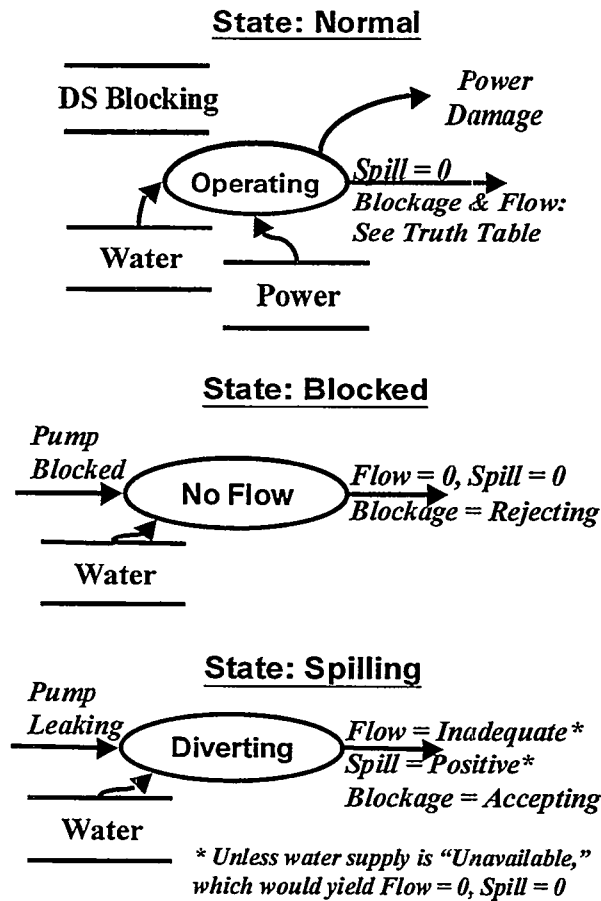 State: Normal
DS Blocking
Power
Damage
Operating
Spill = 0
Blockage & Flow:
See Truth Table
Water
Power
State: Blocked
Pump
Blocked
No Flow
Flow = 0, Spill = 0
Blockage = Rejecting
Water
State: Spilling
Pump
Leaking
Diverting
Flow = Inadequate*
Spill = Positive*
Blockage = Accepting
Water
* Unless water supply is “Unavailable,”
which would yield Flow = 0, Spill = 0